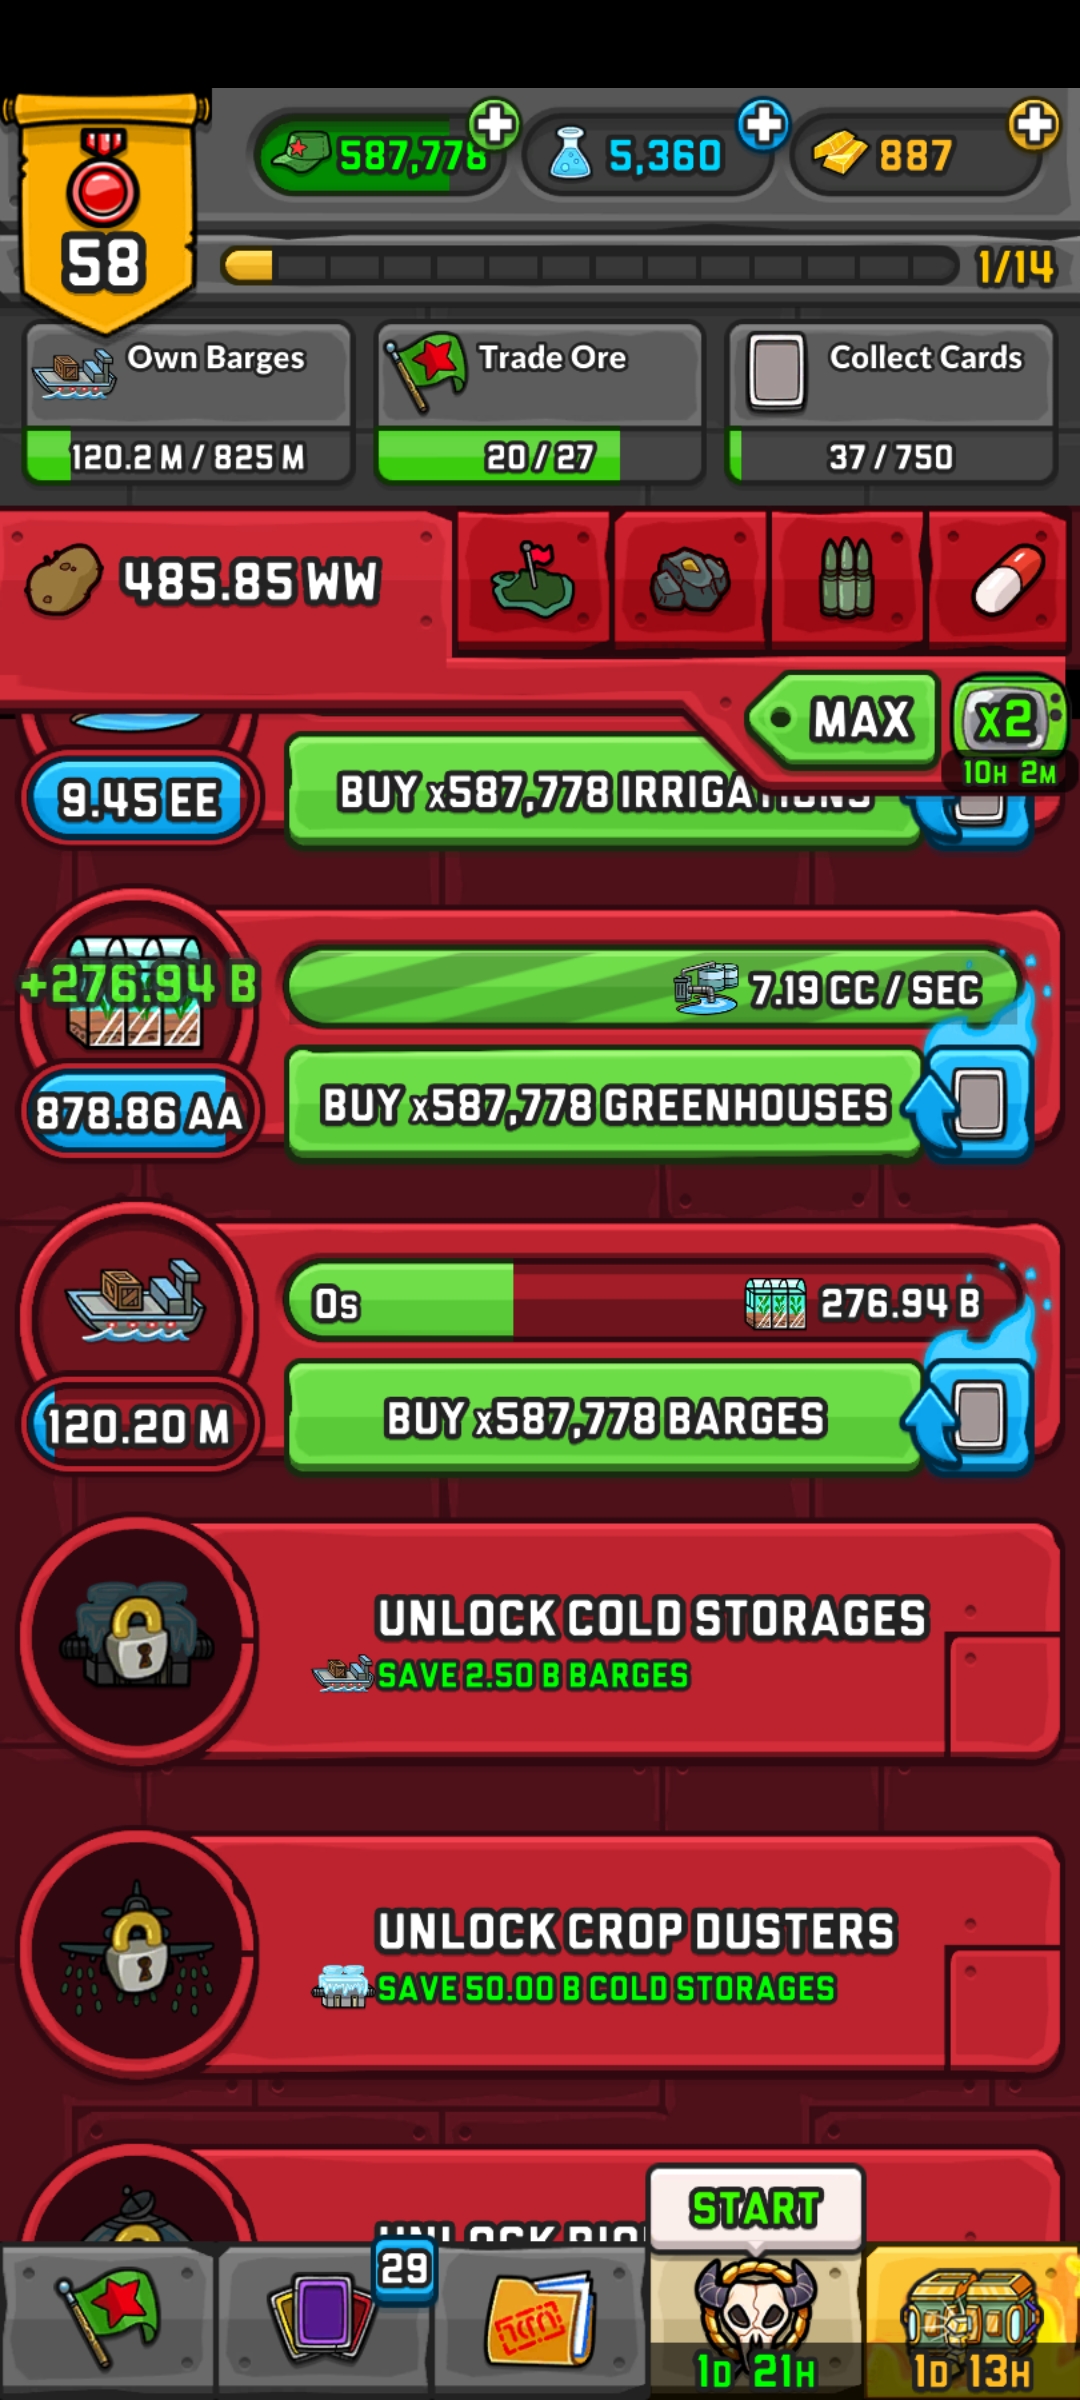 587,778
5,360
887
58
1/14
Own Barges
Trade Ore
Collect Cards
120.2 M / 825 M
20 / 27
37 / 750
485.85 WW
MAX
x2
10H 2M
9.45 EE
BUY x587,778 IRRIGATIONS
+276.94 B
7.19 CC / SEC
878.86 AA
BUY x587,778 GREENHOUSES
0s
276.94 B
120.20 M
BUY x587,778 BARGES
UNLOCK COLD STORAGES
SAVE 2.50 B BARGES
UNLOCK CROP DUSTERS
SAVE 50.00 B COLD STORAGES
UNLOCK
START
29
1D 21H
1D 13H